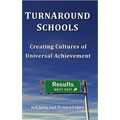 TURNAROUND
SCHOOLS
Creating Cultures of
Universal Achievement
Results
NEXT EXIT